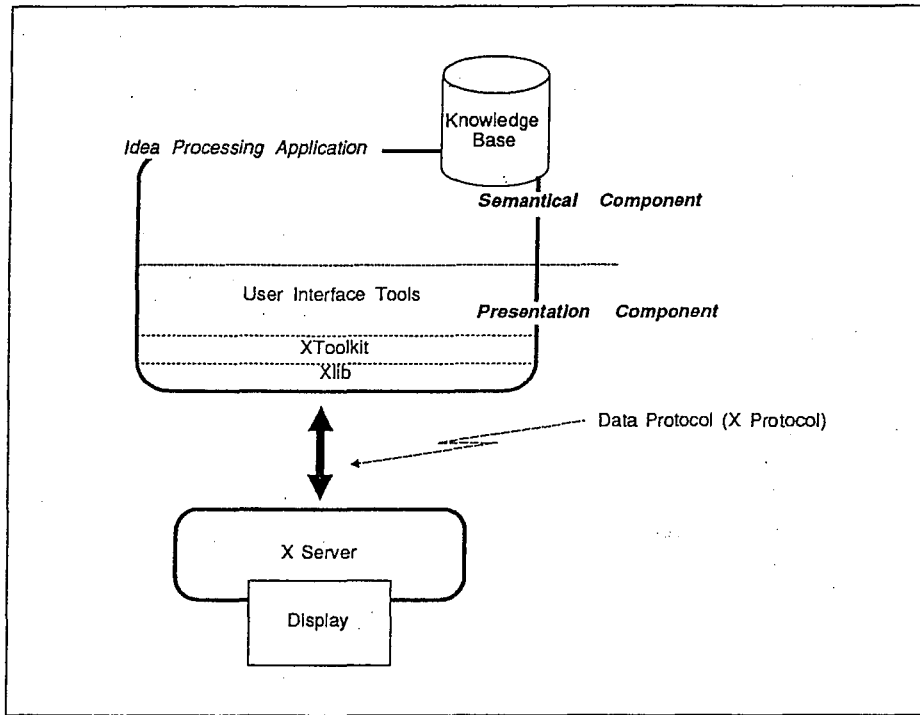 Knowledge
Base
Idea Processing Application
Semantical Component
User Interface Tools
Presentation Component
XToolkit
Xlib
Data Protocol (X Protocol)
X Server
Display